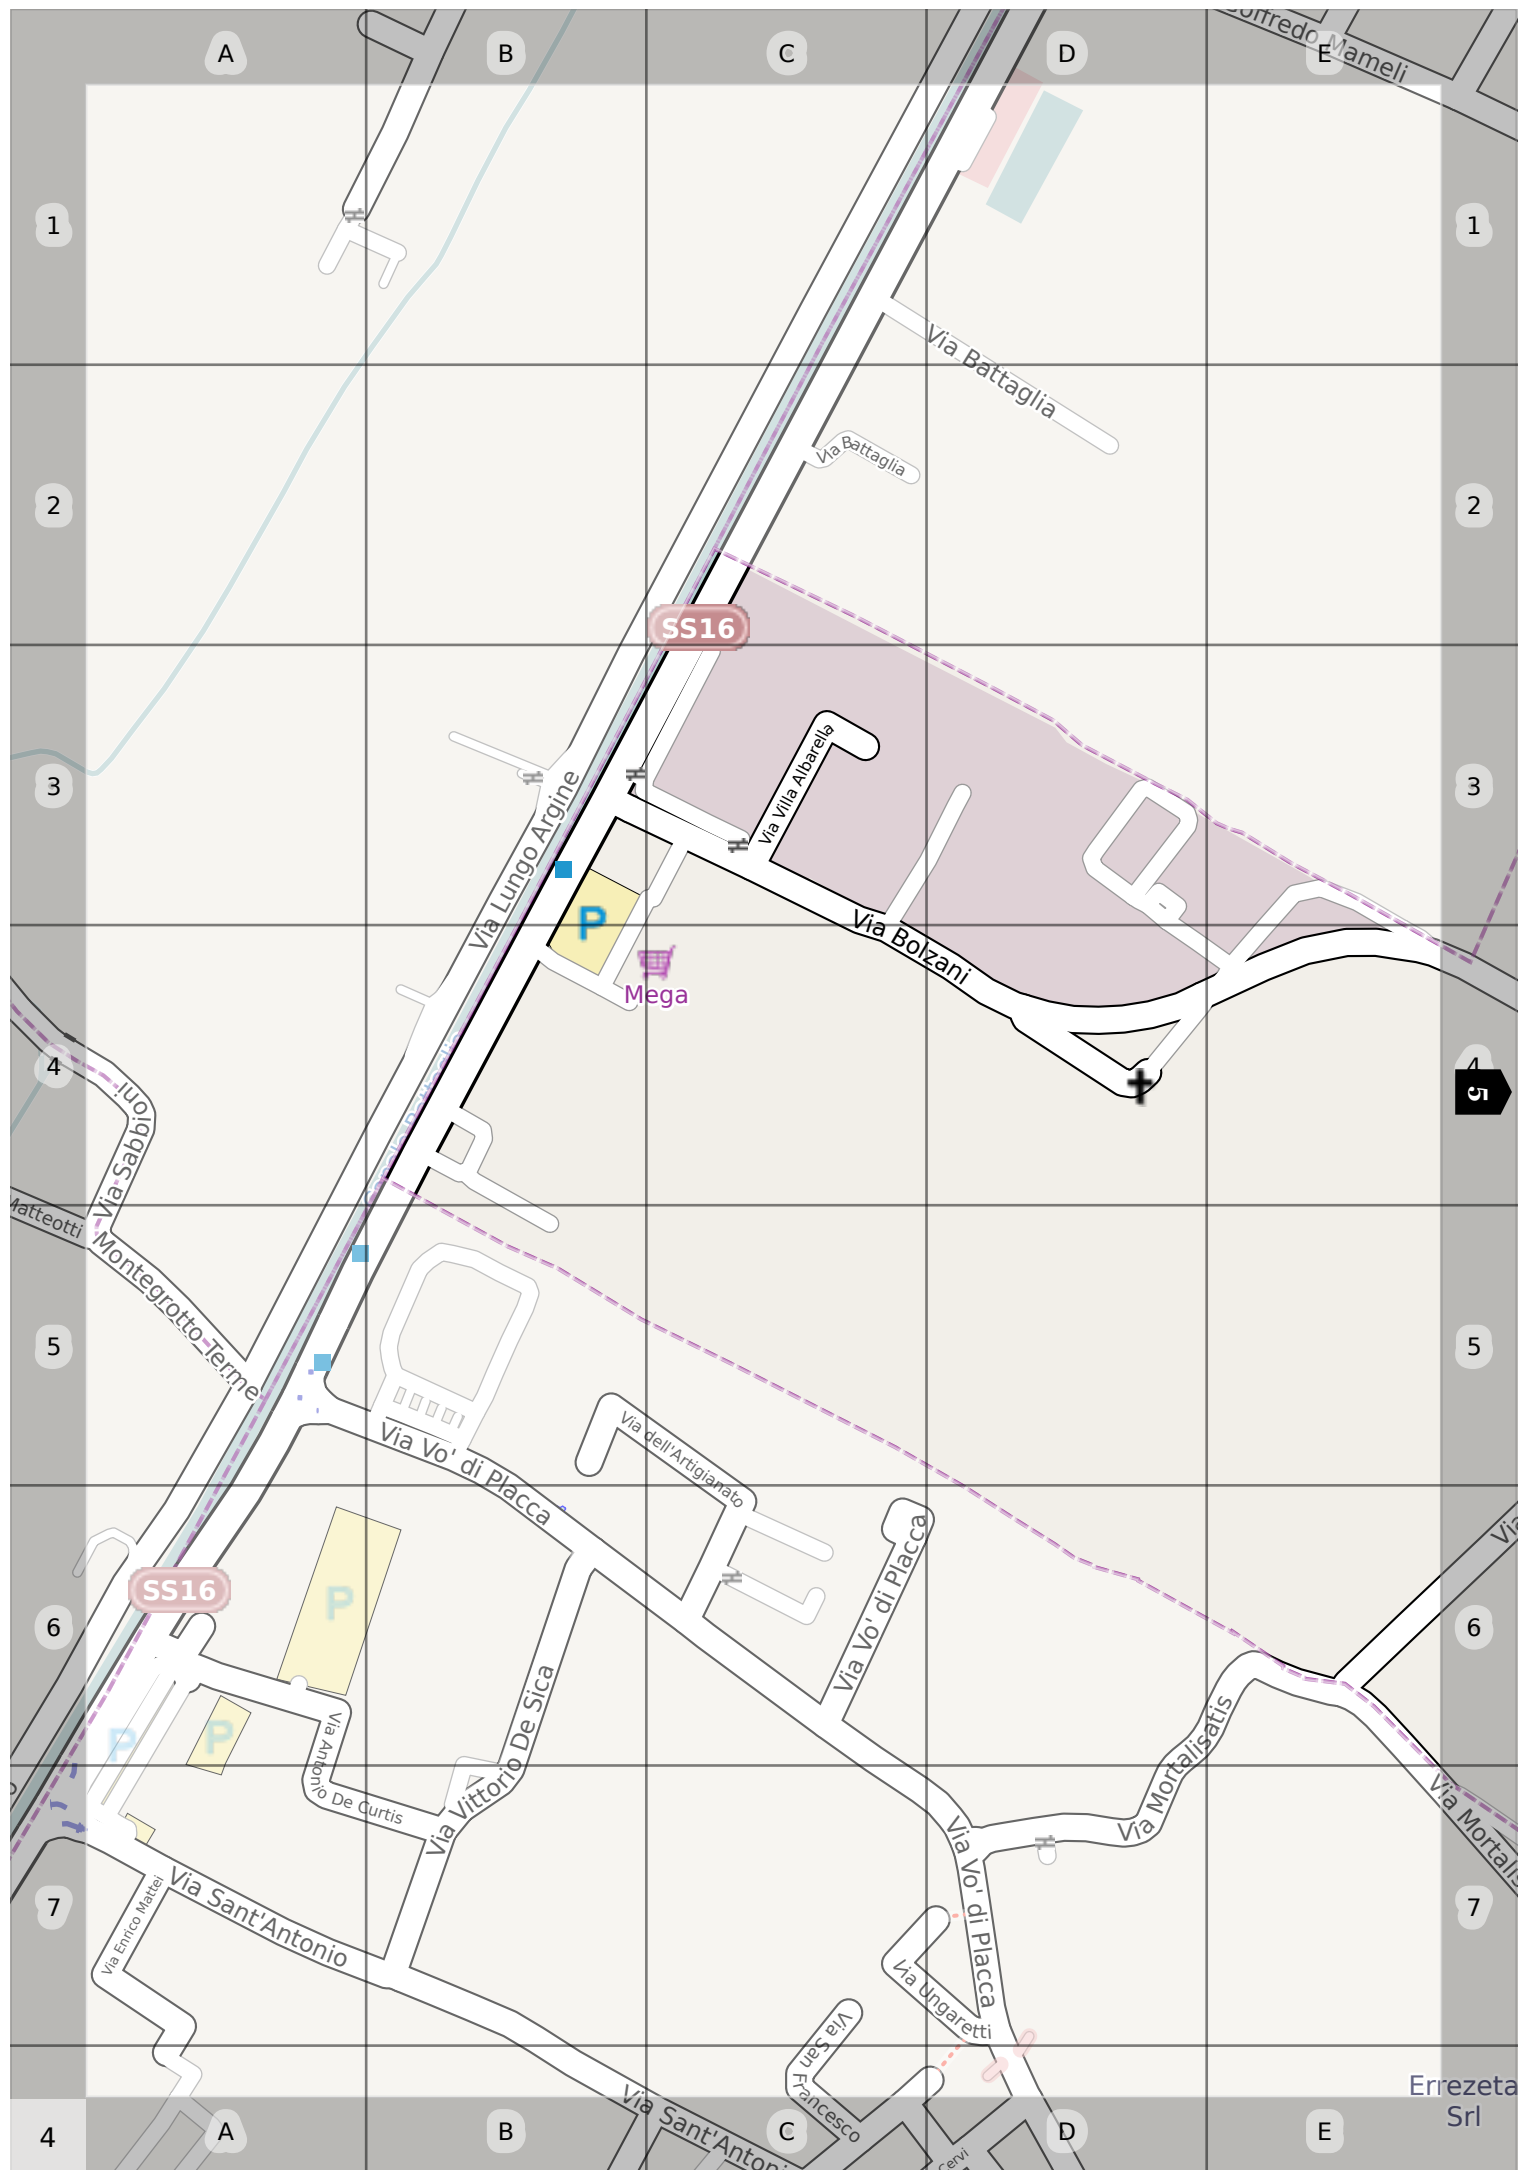 Goffredo Mameli
A
B
C
D
E
1
1
Via Battaglia
Via Battaglia
2
2
SS16
3
3
Via Villa Albarella
Via Lungo Argine
P
Via Bolzani
Mega
4
4
5
Via Sabbioni
Matteotti
Montegrotto Terme
5
5
Via Vo' di Placca
Via dell'Artigianato
Via Vo' di Placca
SS16
P
6
6
Via Vittorio De Sica
Via Mortalisatis
P
P
Via Antonio De Curtis
Via Mortalis
Via
Via Vo' di Placca
Via Sant'Antonio
Via Enrico Mattei
7
7
Via Ungaretti
Via San Francesco
Errezeta
Srl
Via Sant'Antoni
Cervi
4
A
B
C
D
E